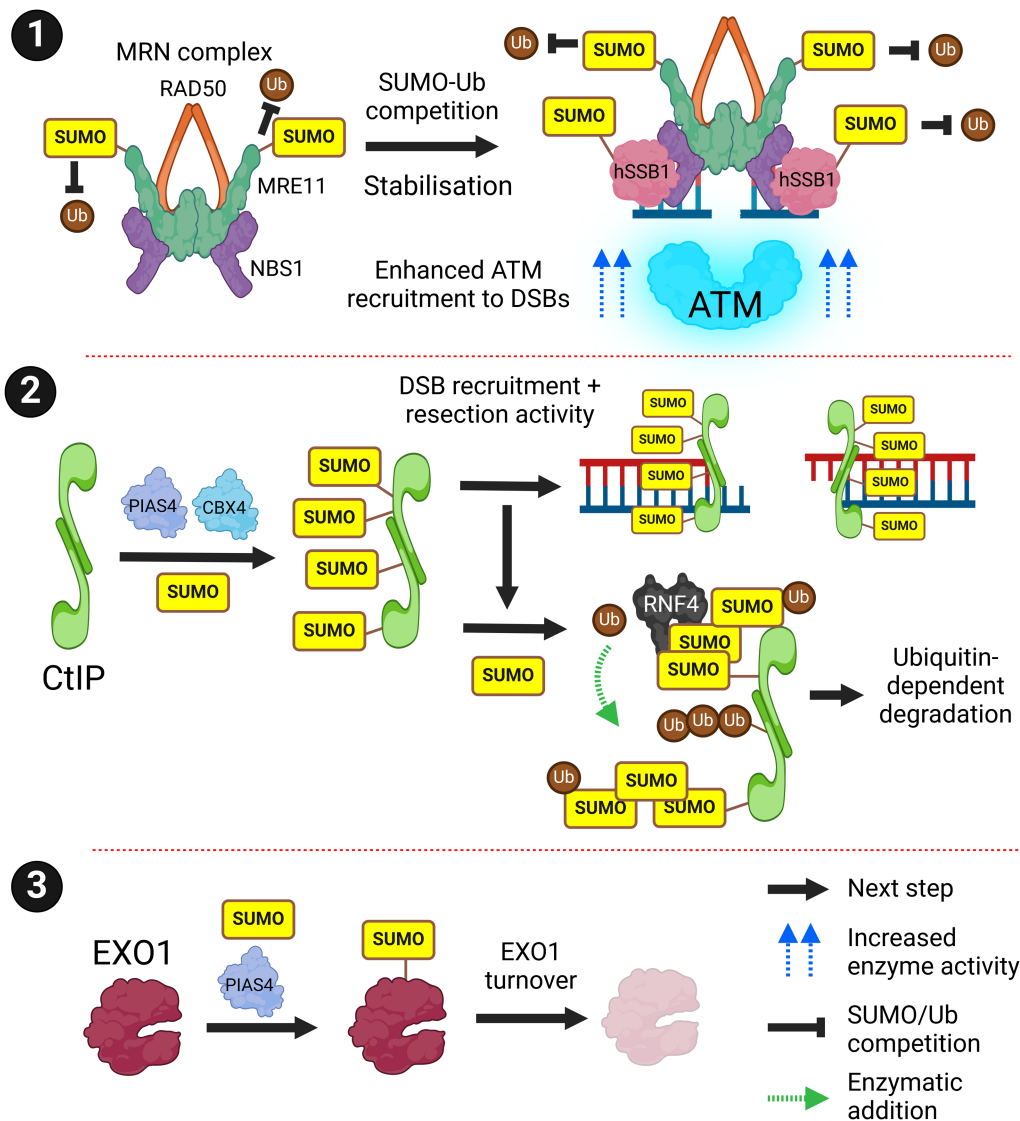 1
MRN complex
RAD50
Ub
SUMO
SUMO
Ub
MRE11
NBS1
SUMO-Ub
competition
Stabilisation
Ub
SUMO
SUMO
Ub
SUMO
SUMO
Ub
hSSB1
hSSB1
Enhanced ATM
recruitment to DSBs
ATM
2
DSB recruitment +
resection activity
PIAS4
CBX4
SUMO
CtIP
SUMO
SUMO
SUMO
SUMO
SUMO
SUMO
SUMO
SUMO
SUMO
SUMO
SUMO
SUMO
SUMO
Ub
RNF4
SUMO
Ub
SUMO
SUMO
Ub
Ub
Ub
Ub
SUMO
SUMO
SUMO
Ubiquitin-
dependent
degradation
3
EXO1
SUMO
PIAS4
SUMO
EXO1
turnover
Next step
Increased
enzyme activity
SUMO/Ub
competition
Enzymatic
addition